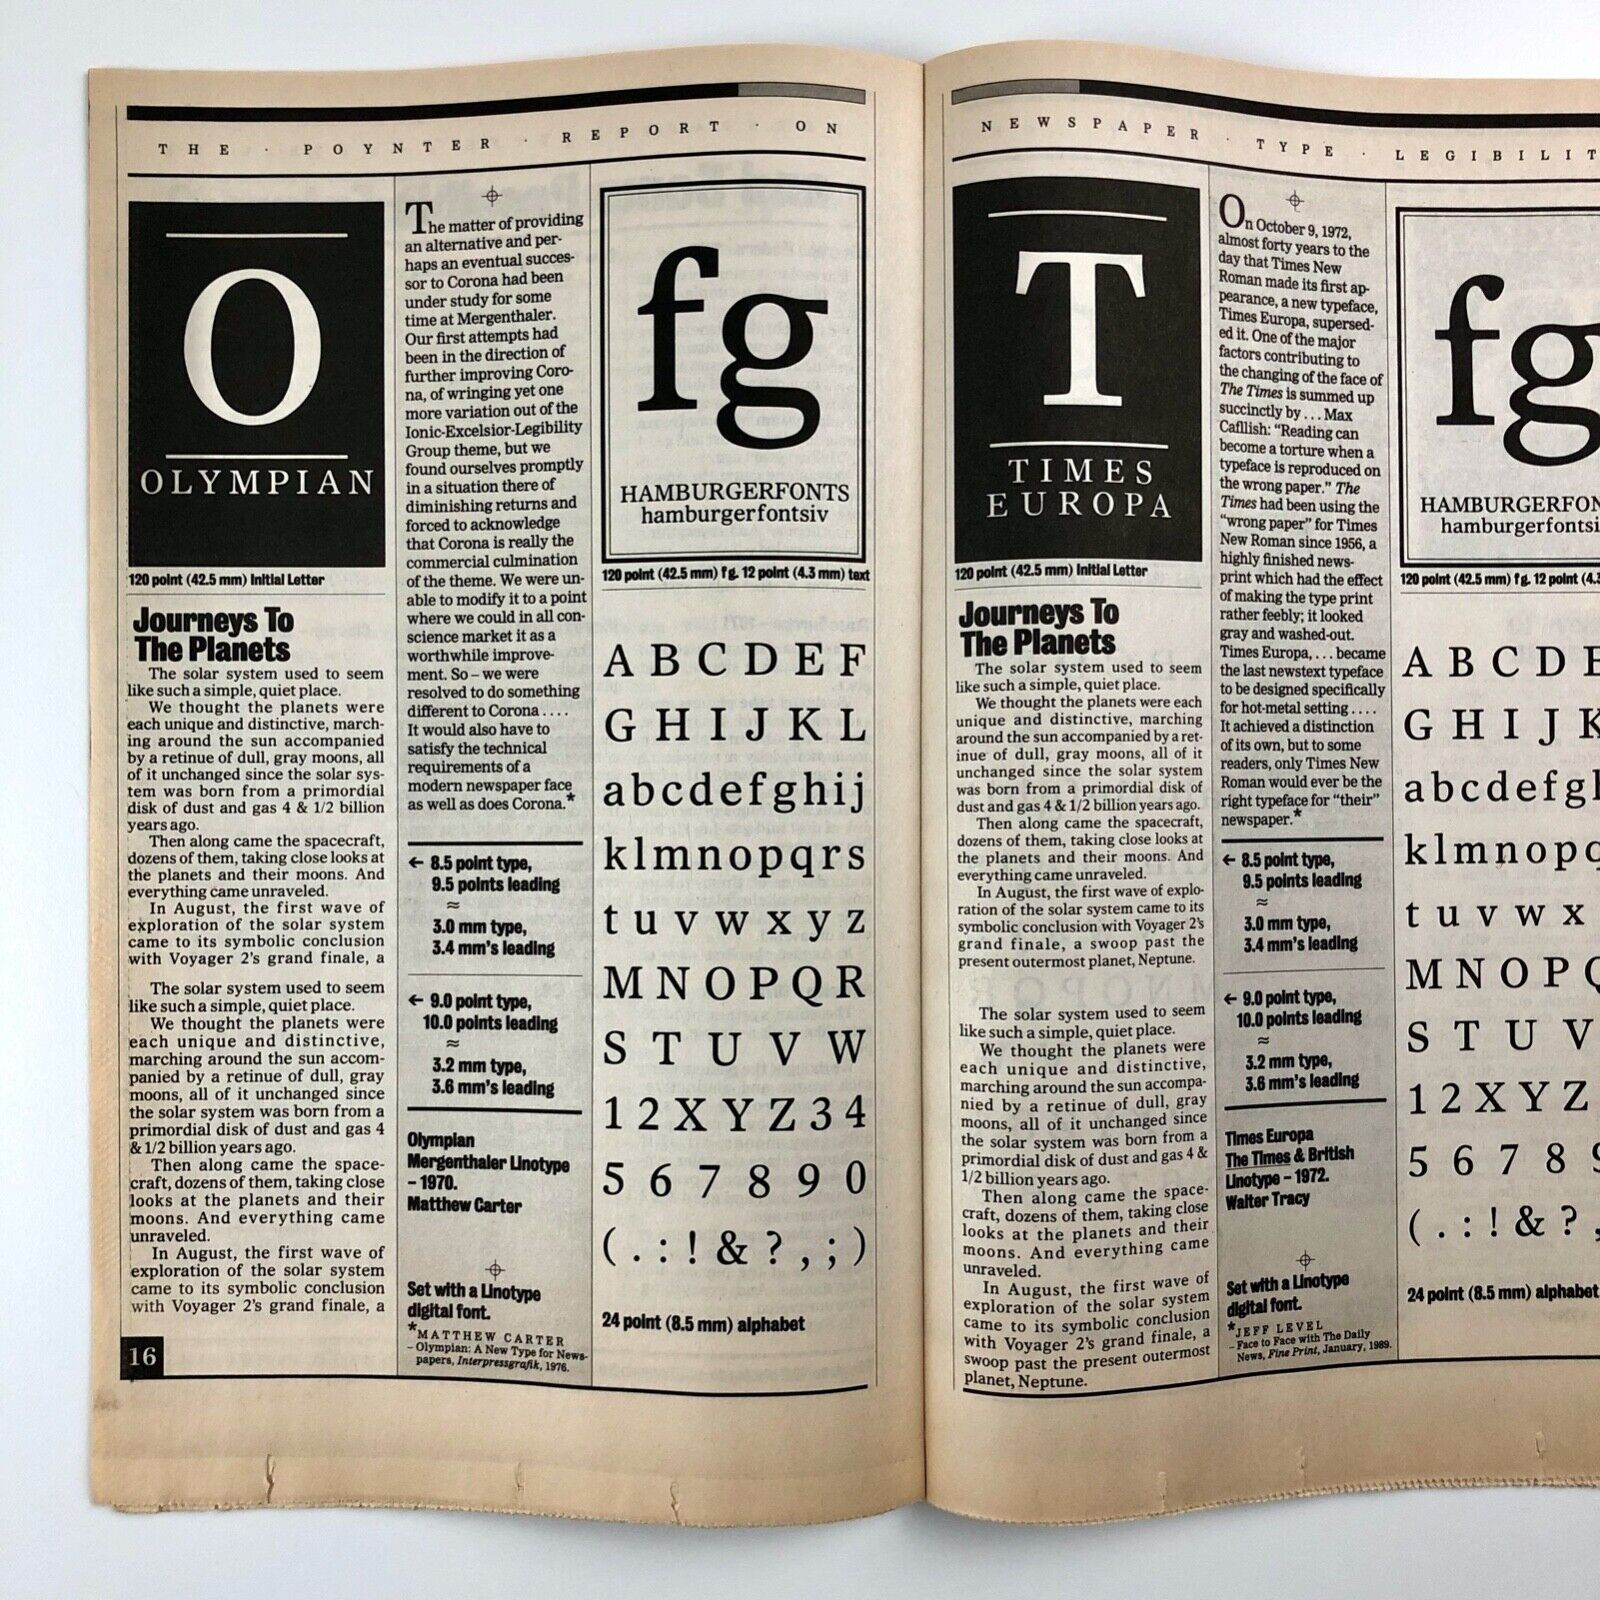 THE · POYNTER · REPORT · ON
O
OLYMPIAN
120 point (42.5 mm) Initial Letter
Journeys To
The Planets
The solar system used to seem
like such a simple, quiet place.
We thought the planets were
each unique and distinctive, march-
ing around the sun accompanied
by a retinue of dull, gray moons, all
of it unchanged since the solar sys-
tem was born from a primordial
disk of dust and gas 4 & 1/2 billion
years ago.
Then along came the spacecraft,
dozens of them, taking close looks at
the planets and their moons. And
everything came unraveled.
In August, the first wave of
exploration of the solar system
came to its symbolic conclusion
with Voyager 2's grand finale, a
The solar system used to seem
like such a simple, quiet place.
We thought the planets were
each unique and distinctive,
marching around the sun accom-
panied by a retinue of dull, gray
moons, all of it unchanged since
the solar system was born from a
primordial disk of dust and gas 4
& 1/2 billion years ago.
Then along came the space-
craft, dozens of them, taking close
looks at the planets and their
moons. And everything came
unraveled.
In August, the first wave of
exploration of the solar system
came to its symbolic conclusion
with Voyager 2's grand finale, a
16
The matter of providing
an alternative and per-
haps an eventual succes-
sor to Corona had been
under study for some
time at Mergenthaler.
Our first attempts had
been in the direction of
further improving Coro-
na, of wringing yet one
more variation out of the
Ionic-Excelsior-Legibility
Group theme, but we
found ourselves promptly
in a situation there of
diminishing returns and
forced to acknowledge
that Corona is really the
commercial culmination
of the theme. We were un-
able to modify it to a point
where we could in all con-
science market it as a
worthwhile improve-
ment. So – we were
resolved to do something
different to Corona . . . .
It would also have to
satisfy the technical
requirements of a
modern newspaper face
as well as does Corona.*
← 8.5 point type,
9.5 points leading
≈
3.0 mm type,
3.4 mm's leading
← 9.0 point type,
10.0 points leading
≈
3.2 mm type,
3.6 mm's leading
Olympian
Mergenthaler Linotype
– 1970.
Matthew Carter
Set with a Linotype
digital font.
*MATTHEW CARTER
– Olympian: A New Type for News-
papers, Interpressgrafik, 1976.
fg
HAMBURGERFONTS
hamburgerfontsiv
120 point (42.5 mm) f g. 12 point (4.3 mm) text
A B C D E F
G H I J K L
abcdefghij
klmnopqrs
t u v w x y z
M N O P Q R
S T U V W
1 2 X Y Z 3 4
5 6 7 8 9 0
( . : ! & ? , ; )
24 point (8.5 mm) alphabet
NEWSPAPER · TYPE · LEGIBILIT
T
TIMES
EUROPA
120 point (42.5 mm) Initial Letter
Journeys To
The Planets
The solar system used to seem
like such a simple, quiet place.
We thought the planets were each
unique and distinctive, marching
around the sun accompanied by a ret-
inue of dull, gray moons, all of it
unchanged since the solar system
was born from a primordial disk of
dust and gas 4 & 1/2 billion years ago.
Then along came the spacecraft,
dozens of them, taking close looks at
the planets and their moons. And
everything came unraveled.
In August, the first wave of explo-
ration of the solar system came to its
symbolic conclusion with Voyager 2's
grand finale, a swoop past the
present outermost planet, Neptune.
The solar system used to seem
like such a simple, quiet place.
We thought the planets were
each unique and distinctive,
marching around the sun accompa-
nied by a retinue of dull, gray
moons, all of it unchanged since
the solar system was born from a
primordial disk of dust and gas 4 &
1/2 billion years ago.
Then along came the space-
craft, dozens of them, taking close
looks at the planets and their
moons. And everything came
unraveled.
In August, the first wave of
exploration of the solar system
came to its symbolic conclusion
with Voyager 2's grand finale, a
swoop past the present outermost
planet, Neptune.
On October 9, 1972,
almost forty years to the
day that Times New
Roman made its first ap-
pearance, a new typeface,
Times Europa, supersed-
ed it. One of the major
factors contributing to
the changing of the face of
The Times is summed up
succinctly by . . . Max
Cafllish: "Reading can
become a torture when a
typeface is reproduced on
the wrong paper." The
Times had been using the
"wrong paper" for Times
New Roman since 1956, a
highly finished news-
print which had the effect
of making the type print
rather feebly; it looked
gray and washed-out.
Times Europa, . . . became
the last newstext typeface
to be designed specifically
for hot-metal setting . . . .
It achieved a distinction
of its own, but to some
readers, only Times New
Roman would ever be the
right typeface for "their"
newspaper.*
← 8.5 point type,
9.5 points leading
≈
3.0 mm type,
3.4 mm's leading
← 9.0 point type,
10.0 points leading
≈
3.2 mm type,
3.6 mm's leading
Times Europa
The Times & British
Linotype – 1972.
Walter Tracy
Set with a Linotype
digital font.
*JEFF LEVEL
– Face to Face with The Daily
News, Fine Print, January, 1989.
fg
HAMBURGERFON
hamburgerfontsi
120 point (42.5 mm) f g. 12 point (4.3
A B C D E
G H I J K
abcdefgh
klmnopq
t u v w x
M N O P Q
S T U V
1 2 X Y Z
5 6 7 8 9
( . : ! & ? ,
24 point (8.5 mm) alphabet